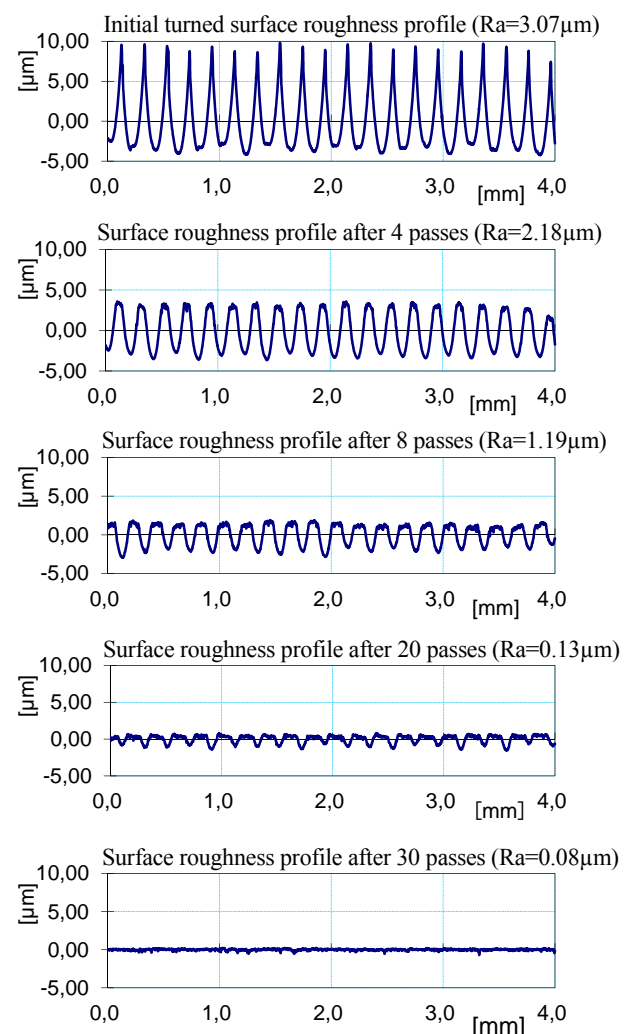 Initial turned surface roughness profile (Ra=3.07µm)
10,00
5,00
0,00
-5,00
[µm]
0,0 1,0 2,0 3,0 4,0
[mm]
Surface roughness profile after 4 passes (Ra=2.18µm)
10,00
5,00
0,00
-5,00
[µm]
0,0 1,0 2,0 3,0 4,0
[mm]
Surface roughness profile after 8 passes (Ra=1.19µm)
10,00
5,00
0,00
-5,00
[µm]
0,0 1,0 2,0 3,0 4,0
[mm]
Surface roughness profile after 20 passes (Ra=0.13µm)
10,00
5,00
0,00
-5,00
[µm]
0,0 1,0 2,0 3,0 4,0
[mm]
Surface roughness profile after 30 passes (Ra=0.08µm)
10,00
5,00
0,00
-5,00
[µm]
0,0 1,0 2,0 3,0 4,0
[mm]